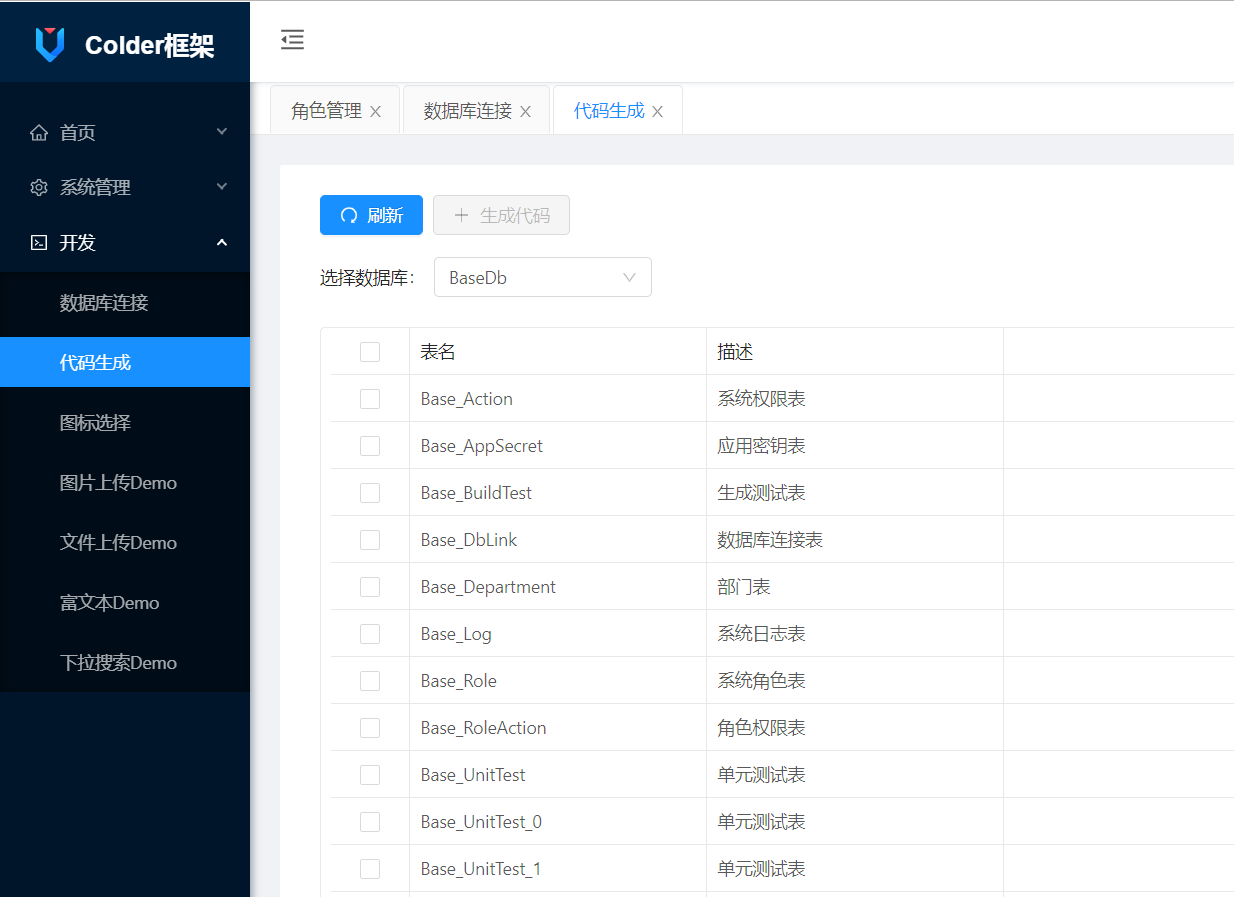 Colder框架
首页
系统管理
开发
数据库连接
代码生成
图标选择
图片上传Demo
文件上传Demo
富文本Demo
下拉搜索Demo
角色管理 数据库连接 代码生成
刷新 生成代码
选择数据库: BaseDb
表名 描述
Base_Action 系统权限表
Base_AppSecret 应用密钥表
Base_BuildTest 生成测试表
Base_DbLink 数据库连接表
Base_Department 部门表
Base_Log 系统日志表
Base_Role 系统角色表
Base_RoleAction 角色权限表
Base_UnitTest 单元测试表
Base_UnitTest_0 单元测试表
Base_UnitTest_1 单元测试表